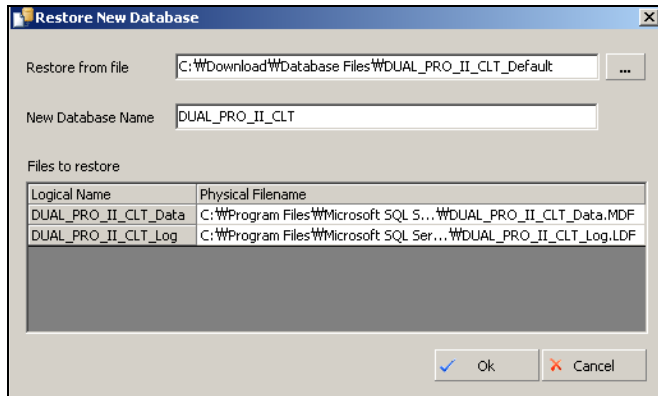 Restore New Database
Restore from file C:₩Download₩Database Files₩DUAL_PRO_II_CLT_Default ...
New Database Name DUAL_PRO_II_CLT
Files to restore
Logical Name Physical Filename
DUAL_PRO_II_CLT_Data C:₩Program Files₩Microsoft SQL S...₩DUAL_PRO_II_CLT_Data.MDF
DUAL_PRO_II_CLT_Log C:₩Program Files₩Microsoft SQL Ser...₩DUAL_PRO_II_CLT_Log.LDF
Ok Cancel